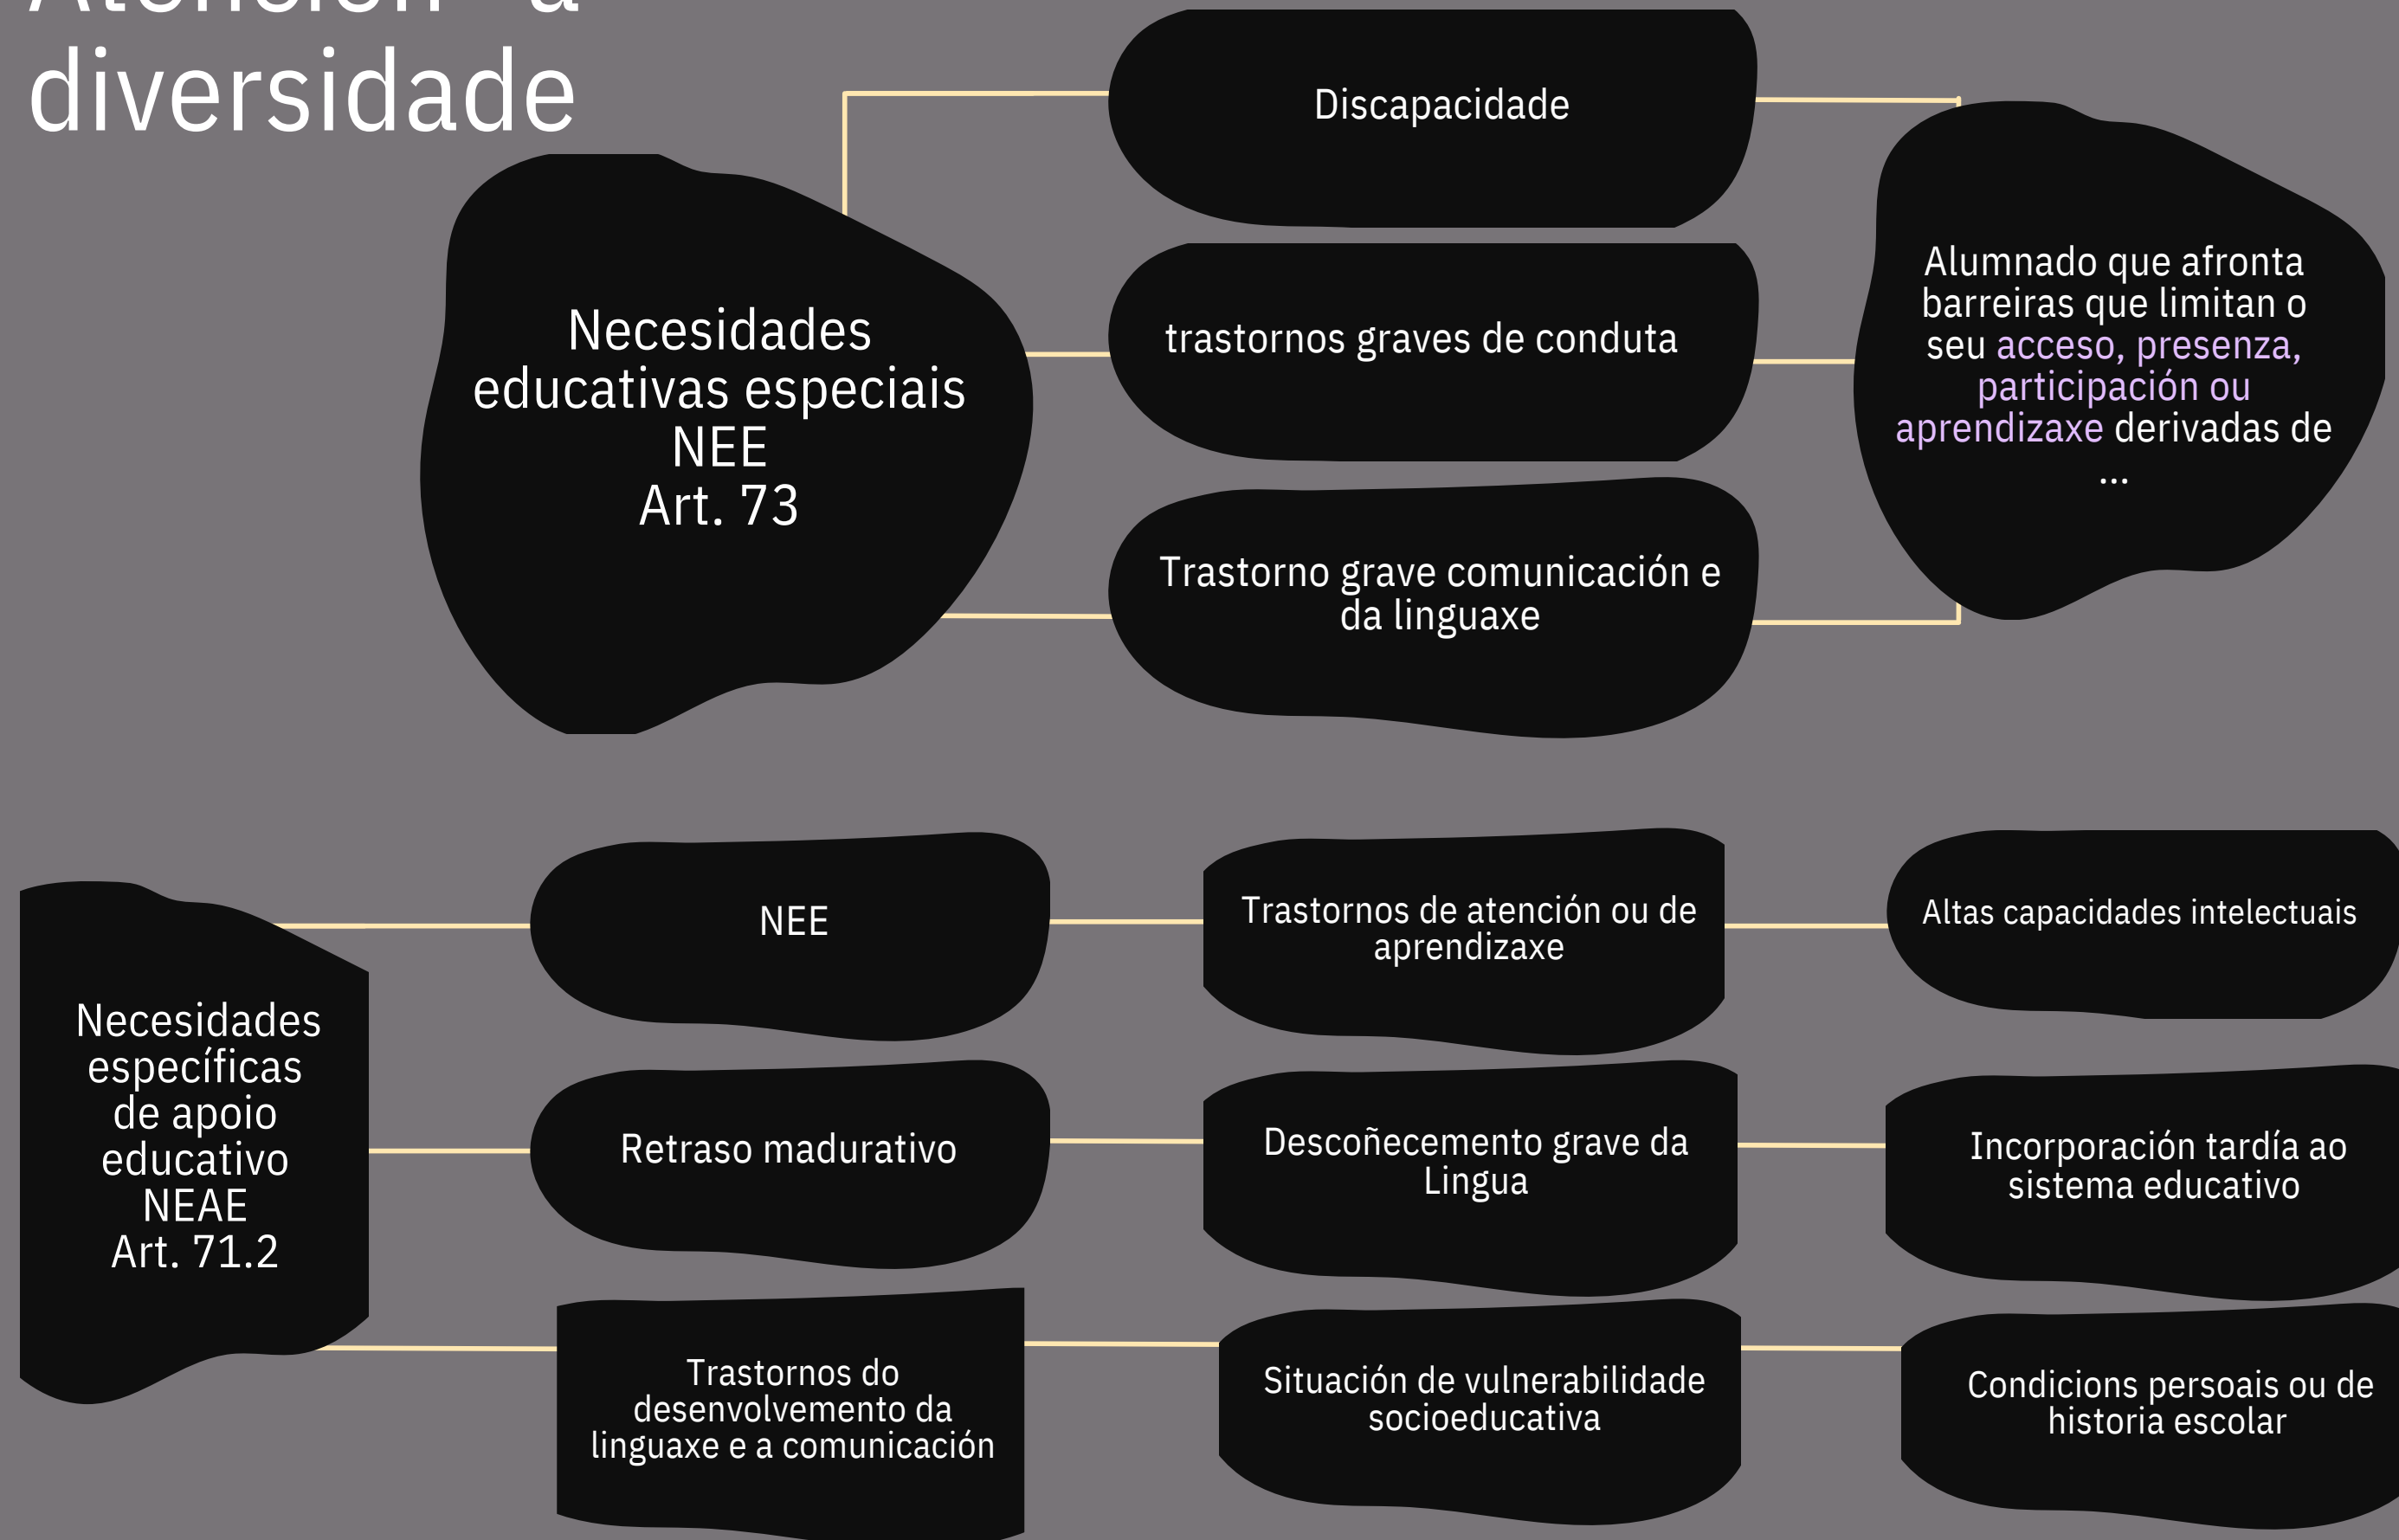 Atención á
diversidade
Necesidades
educativas especiais
NEE
Art. 73
Discapacidade
trastornos graves de conduta
Trastorno grave comunicación e
da linguaxe
Alumnado que afronta
barreiras que limitan o
seu acceso, presenza,
participación ou
aprendizaxe derivadas de
...
Necesidades
específicas
de apoio
educativo
NEAE
Art. 71.2
NEE
Trastornos de atención ou de
aprendizaxe
Altas capacidades intelectuais
Retraso madurativo
Descoñecemento grave da
Lingua
Incorporación tardía ao
sistema educativo
Trastornos do
desenvolvemento da
linguaxe e a comunicación
Situación de vulnerabilidade
socioeducativa
Condicions persoais ou de
historia escolar